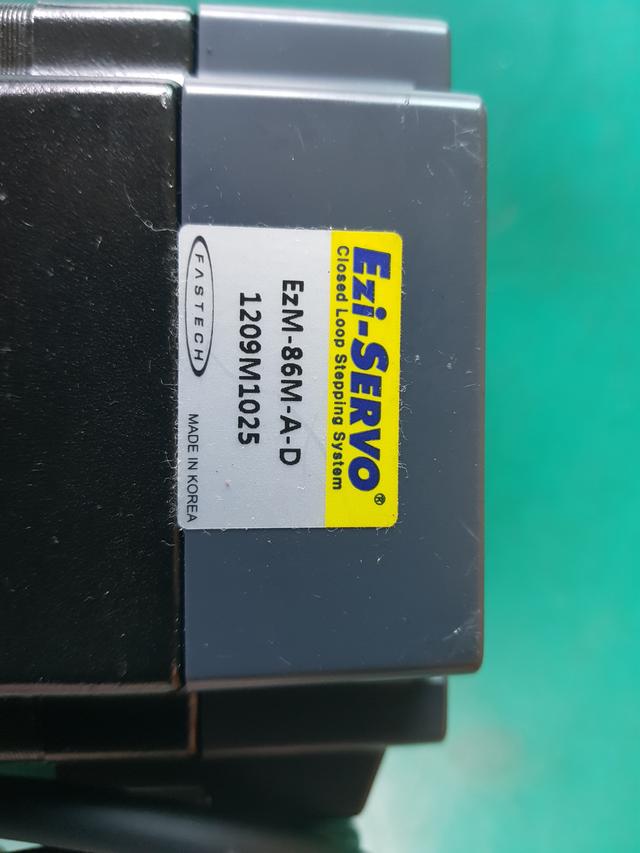 Ezi-SERVO®
Closed Loop Stepping System
EzM-86M-A-D
1209M1025
FASTECH
MADE IN KOREA